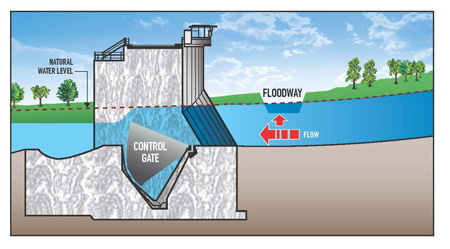 NATURAL
WATER LEVEL
FLOODWAY
FLOW
CONTROL
GATE